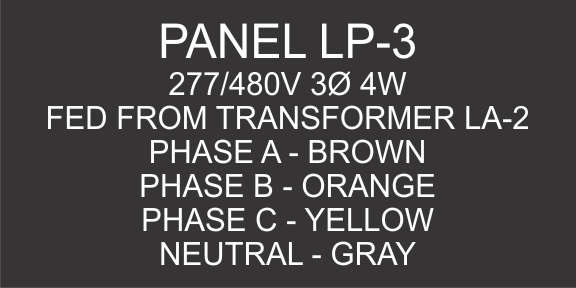 PANEL LP-3
277/480V 3Ø 4W
FED FROM TRANSFORMER LA-2
PHASE A - BROWN
PHASE B - ORANGE
PHASE C - YELLOW
NEUTRAL - GRAY